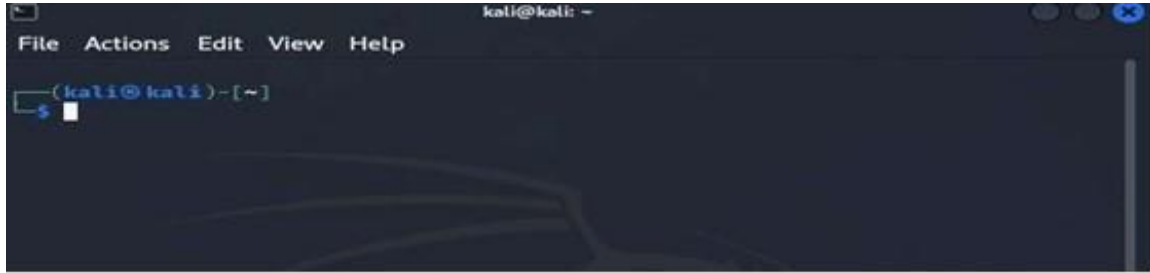 kali@kali: ~
File Actions Edit View Help
┌──(kali㉿kali)-[~]
└─$